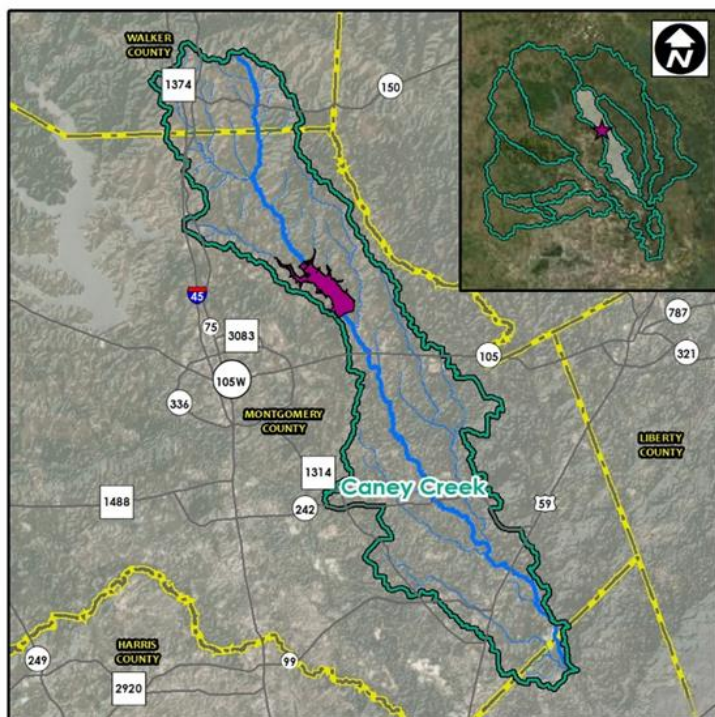 WALKER
COUNTY
1374
150
N
45
75
3083
787
105
321
105W
336
MONTGOMERY
COUNTY
LIBERTY
COUNTY
1314
Caney Creek
1488
242
59
HARRIS
COUNTY
249
99
2920